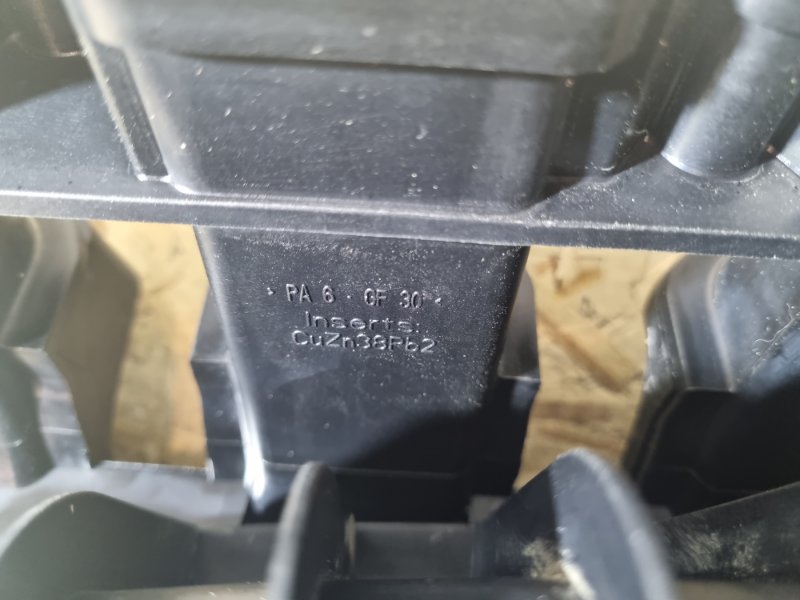 > PA 6 - GF 30 <
Inserts:
CuZn38Pb2